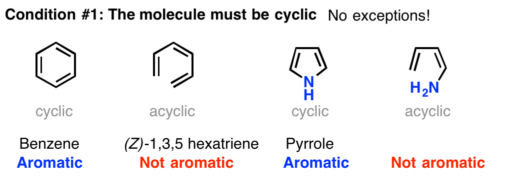 Condition #1: The molecule must be cyclic No exceptions!
N
H
H2N
cyclic acyclic cyclic acyclic
Benzene (Z)-1,3,5 hexatriene Pyrrole
Aromatic Not aromatic Aromatic Not aromatic